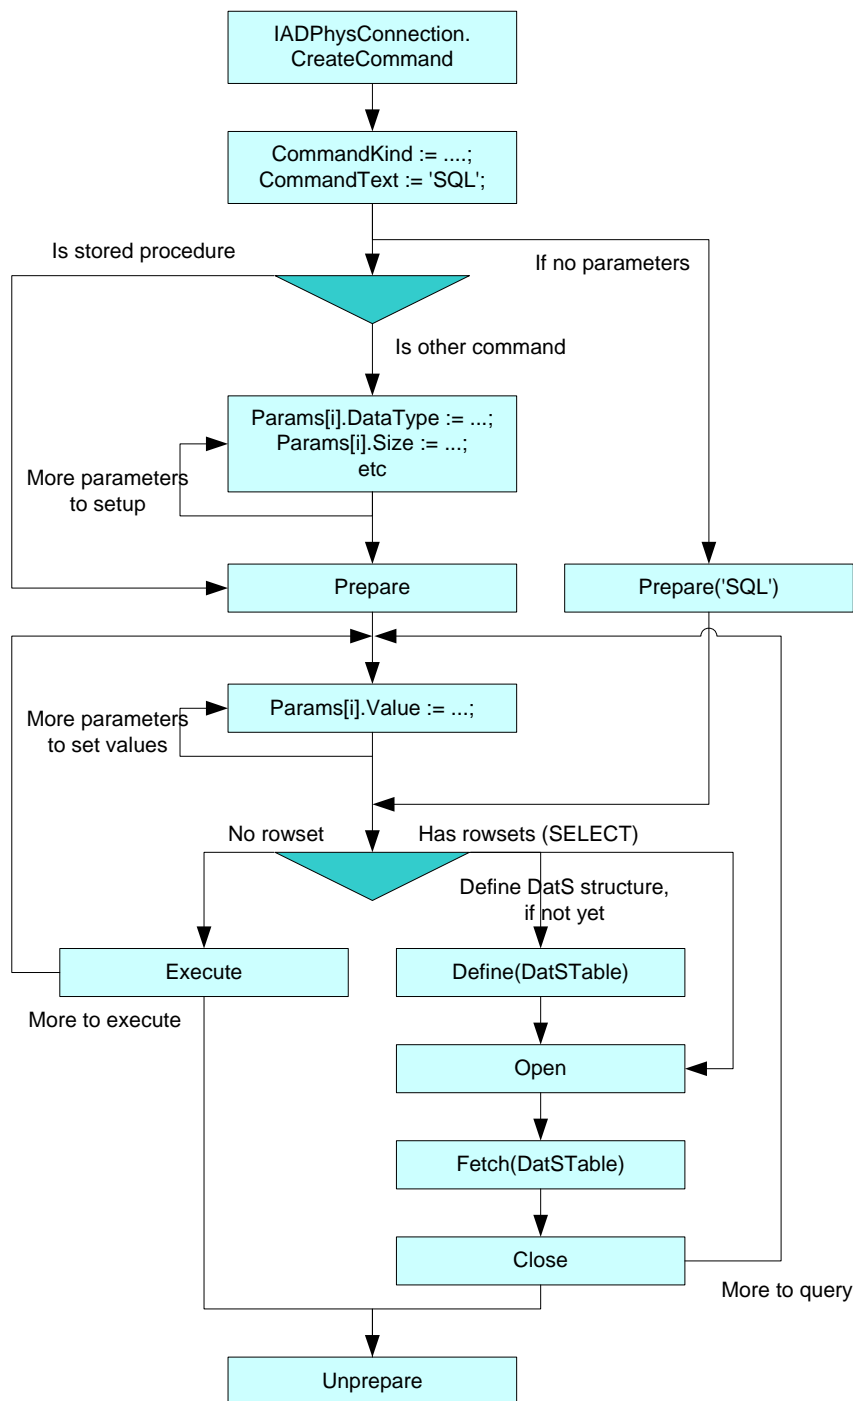 IADPhysConnection.
CreateCommand
CommandKind := ....;
CommandText := 'SQL';
Is stored procedure
If no parameters
Is other command
Params[i].DataType := ...;
Params[i].Size := ...;
etc
More parameters
to setup
Prepare
Prepare('SQL')
Params[i].Value := ...;
More parameters
to set values
No rowset
Has rowsets (SELECT)
Define DatS structure,
if not yet
Execute
Define(DatSTable)
More to execute
Open
Fetch(DatSTable)
Close
More to query
Unprepare